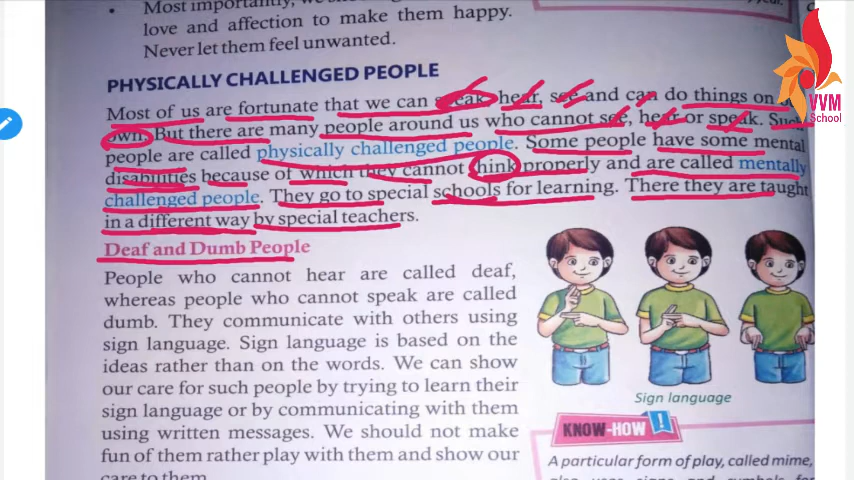 • Most importantly, we
love and affection to make them happy.
Never let them feel unwanted.
year.
PHYSICALLY CHALLENGED PEOPLE
Most of us are fortunate that we can speak, hear, see and can do things on
own. But there are many people around us who cannot see, hear or speak. Such
people are called physically challenged people. Some people have some mental
disabilities because of which they cannot think properly and are called mentally
challenged people. They go to special schools for learning. There they are taught
in a different way by special teachers.
Deaf and Dumb People
People who cannot hear are called deaf,
whereas people who cannot speak are called
dumb. They communicate with others using
sign language. Sign language is based on the
ideas rather than on the words. We can show
our care for such people by trying to learn their
sign language or by communicating with them
using written messages. We should not make
fun of them rather play with them and show our
care to them
Sign language
KNOW-HOW !
A particular form of play, called mime,
also uses signs and symbols for
VVM
School